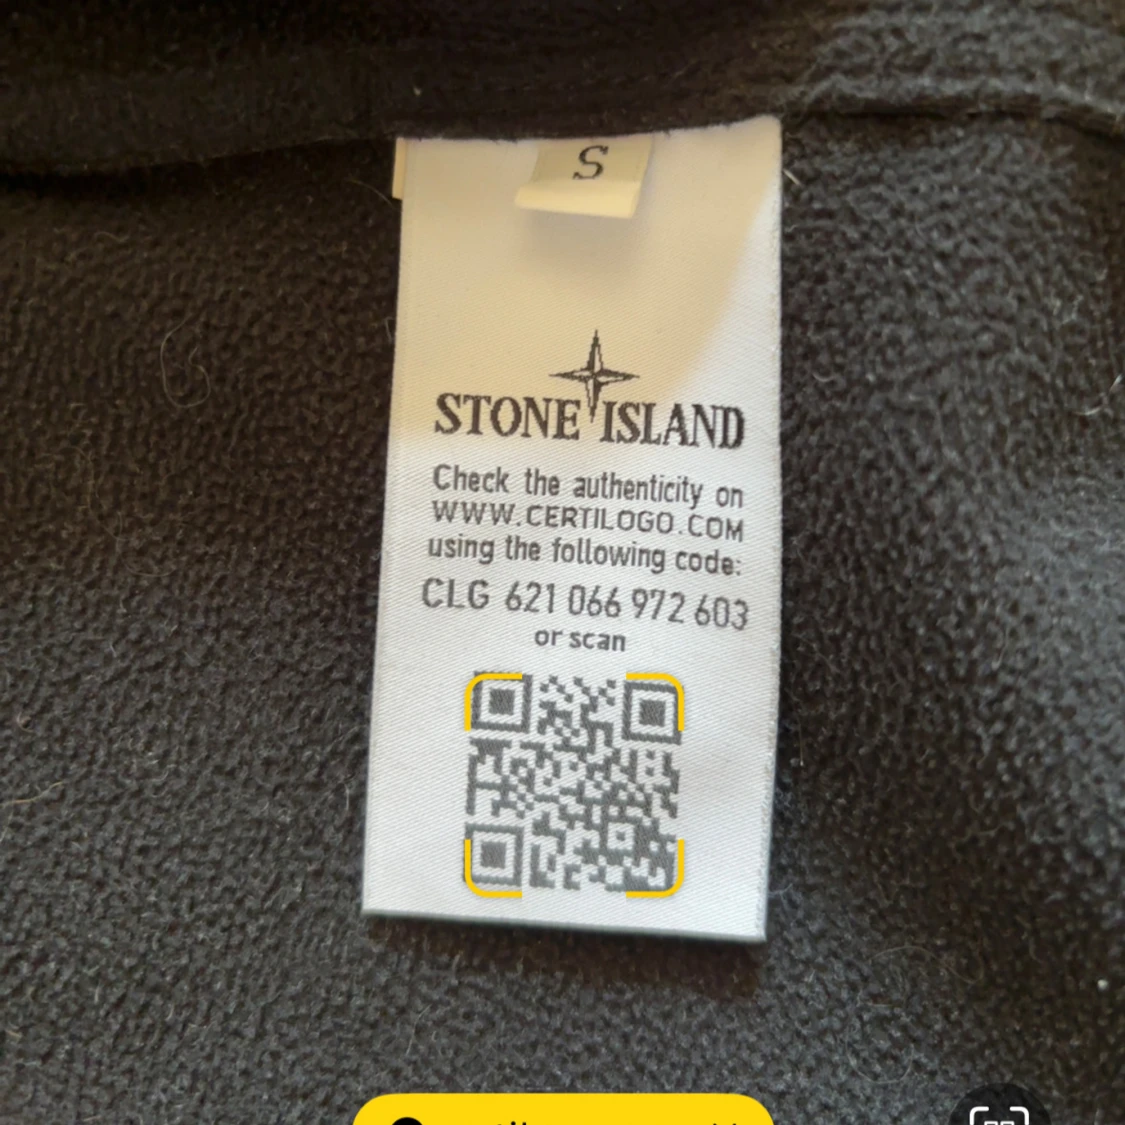 S
STONE ISLAND
Check the authenticity on
WWW.CERTILOGO.COM
using the following code:
CLG 621 066 972 603
or scan